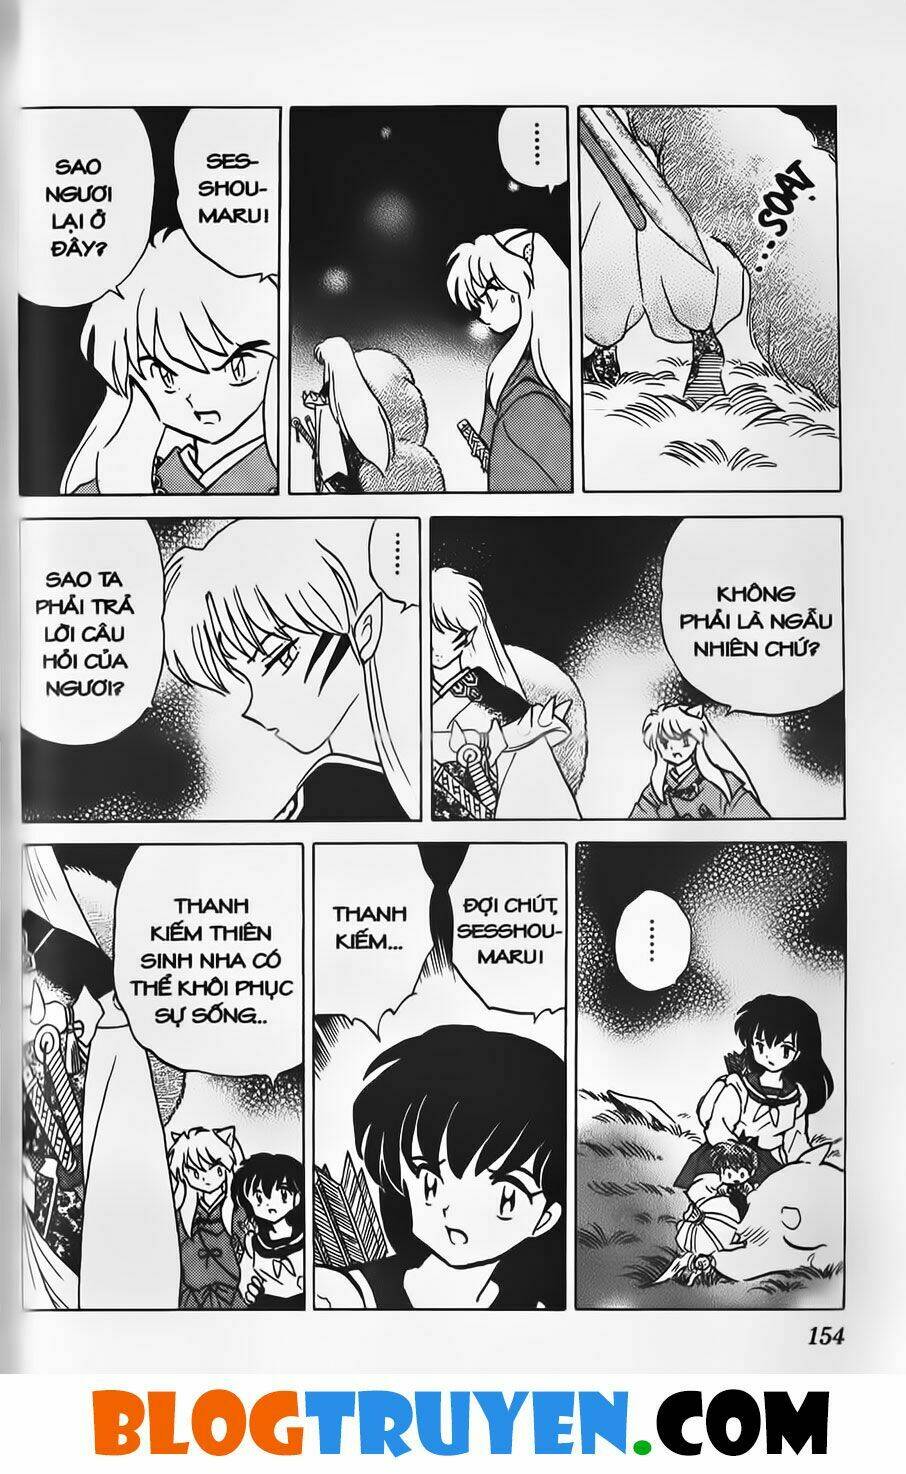 ...SOẠT
......
SES-
SHOU-
MARU!
SAO
NGƯƠI
LẠI Ở
ĐÂY?
KHÔNG
PHẢI LÀ NGẪU
NHIÊN CHỨ?
......
SAO TA
PHẢI TRẢ
LỜI CÂU
HỎI CỦA
NGƯƠI?
......
ĐỢI CHÚT,
SESSHOU-
MARU!
THANH
KIẾM...
THANH
KIẾM THIÊN
SINH NHA CÓ
THỂ KHÔI PHỤC
SỰ SỐNG...
154
BLOGTRUYEN.COM